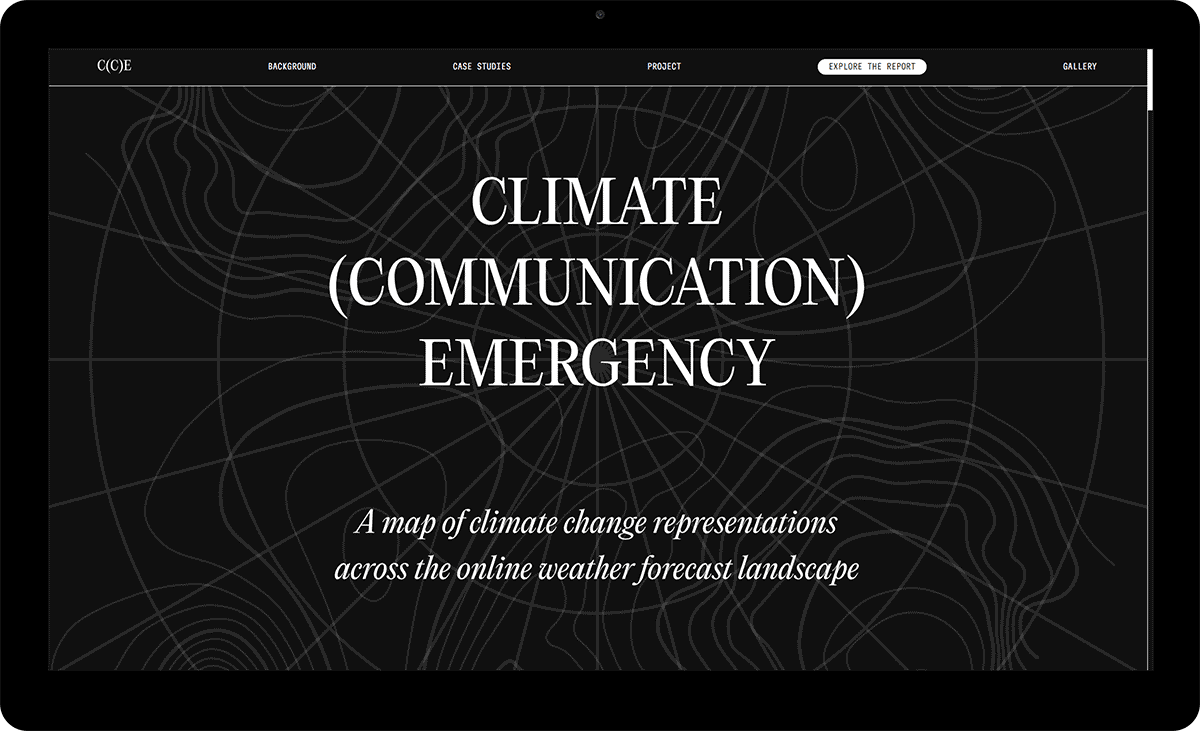 C(C)E
BACKGROUND
CASE STUDIES
PROJECT
EXPLORE THE REPORT
GALLERY
CLIMATE
(COMMUNICATION)
EMERGENCY
A map of climate change representations
across the online weather forecast landscape